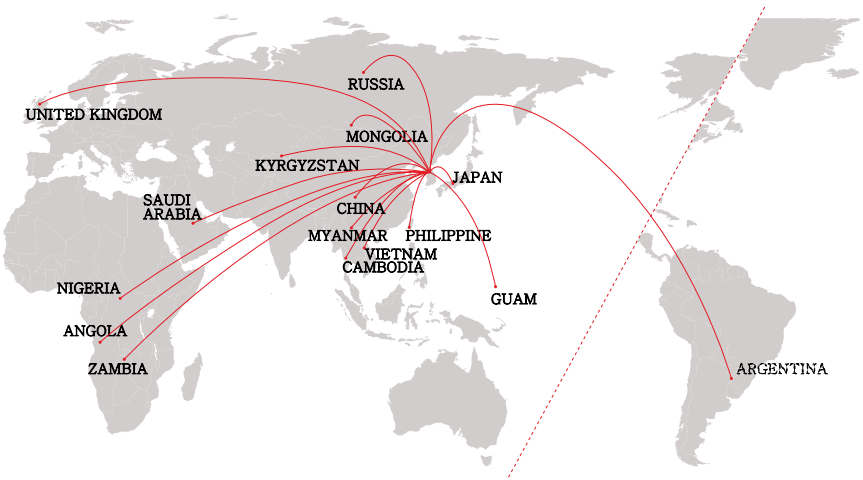 RUSSIA
UNITED KINGDOM
MONGOLIA
KYRGYZSTAN
JAPAN
SAUDI
ARABIA
CHINA
MYANMAR
PHILIPPINE
VIETNAM
CAMBODIA
NIGERIA
GUAM
ANGOLA
ZAMBIA
ARGENTINA